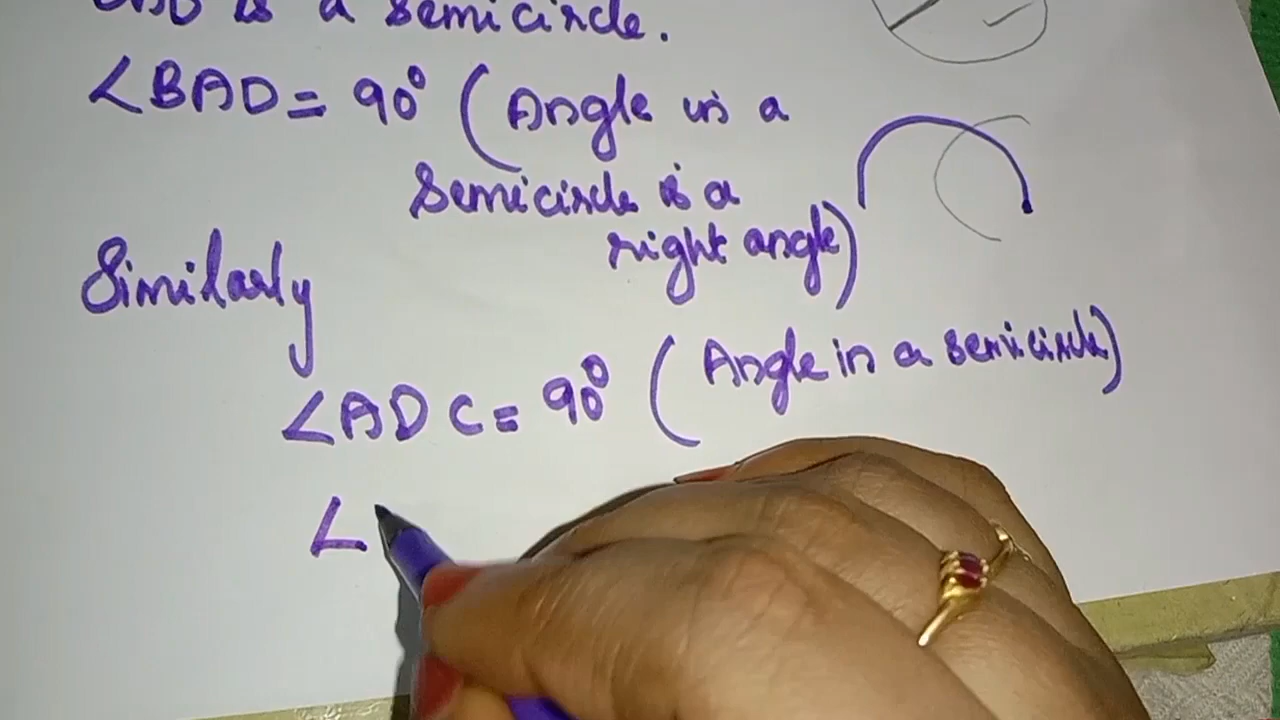 is a semicircle.
∠BAD = 90° (Angle in a
semicircle is a
right angle)
Similarly
∠ADC = 90° (Angle in a semicircle)
∠